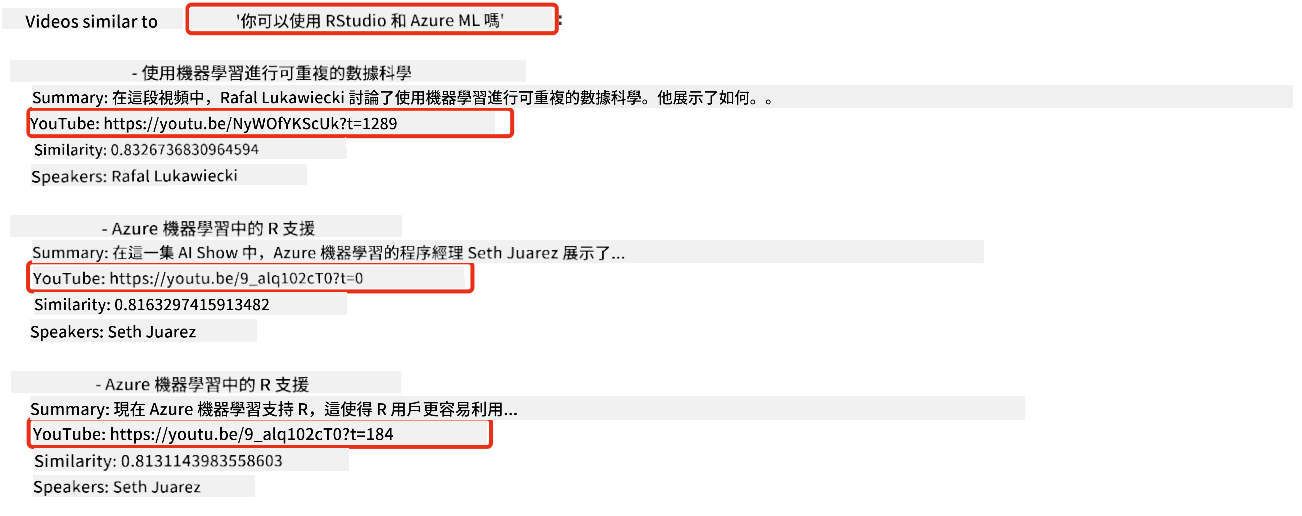 Videos similar to '你可以使用 RStudio 和 Azure ML 嗎':
- 使用機器學習進行可重複的數據科學
Summary: 在這段視頻中，Rafal Lukawiecki 討論了使用機器學習進行可重複的數據科學。他展示了如何。。
YouTube: https://youtu.be/NyWOfYKScUk?t=1289
Similarity: 0.8326736830964594
Speakers: Rafal Lukawiecki
- Azure 機器學習中的 R 支援
Summary: 在這一集 AI Show 中，Azure 機器學習的程序經理 Seth Juarez 展示了...
YouTube: https://youtu.be/9_alq102cT0?t=0
Similarity: 0.8163297415913482
Speakers: Seth Juarez
- Azure 機器學習中的 R 支援
Summary: 現在 Azure 機器學習支持 R，這使得 R 用戶更容易利用...
YouTube: https://youtu.be/9_alq102cT0?t=184
Similarity: 0.8131143983558603
Speakers: Seth Juarez